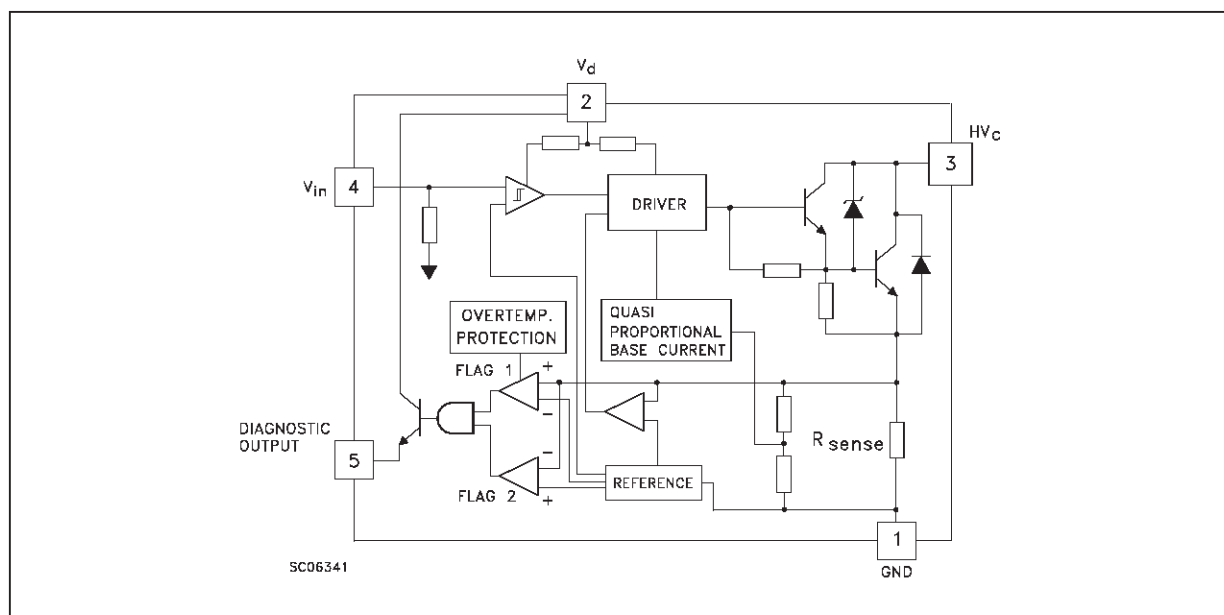 Vd
2
HVc
3
Vin
4
DRIVER
OVERTEMP.
PROTECTION
QUASI
PROPORTIONAL
BASE CURRENT
FLAG 1
+
−
DIAGNOSTIC
OUTPUT
5
Rsense
−
+
FLAG 2
REFERENCE
1
GND
SC06341